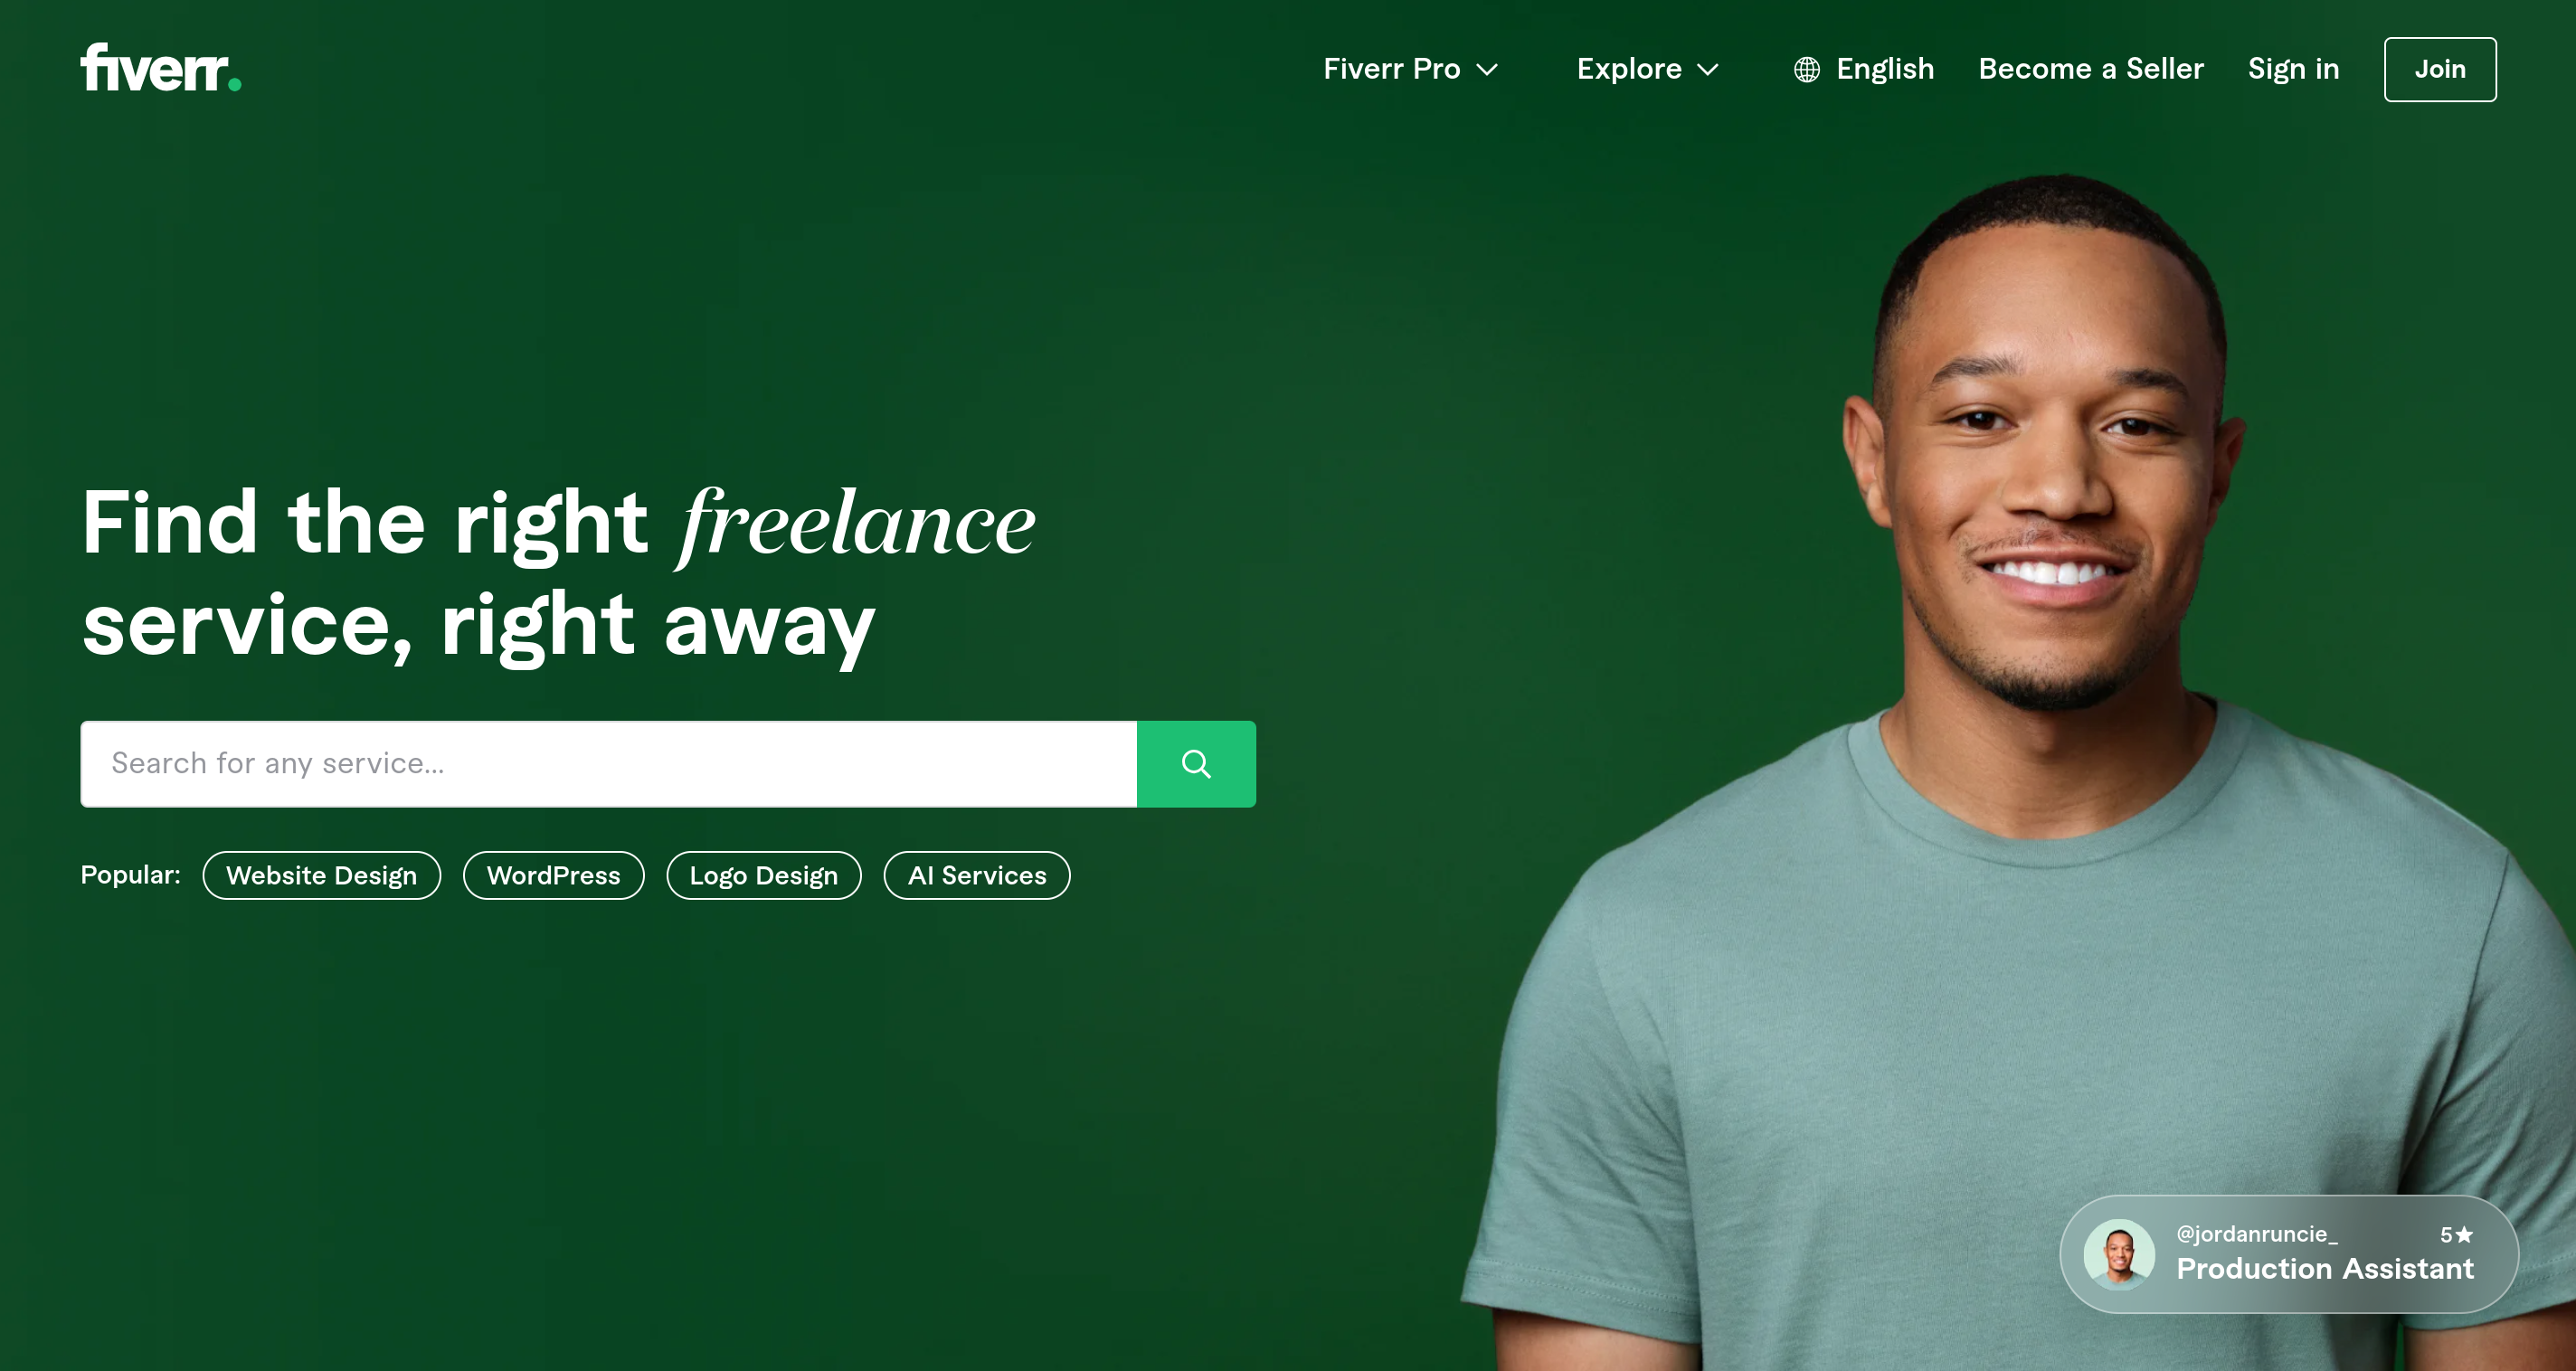 fiverr.
Fiverr Pro
Explore
English
Become a Seller
Sign in
Join
Find the right freelance
service, right away
Search for any service...
Popular:
Website Design
WordPress
Logo Design
AI Services
@jordanruncie_ 5★
Production Assistant